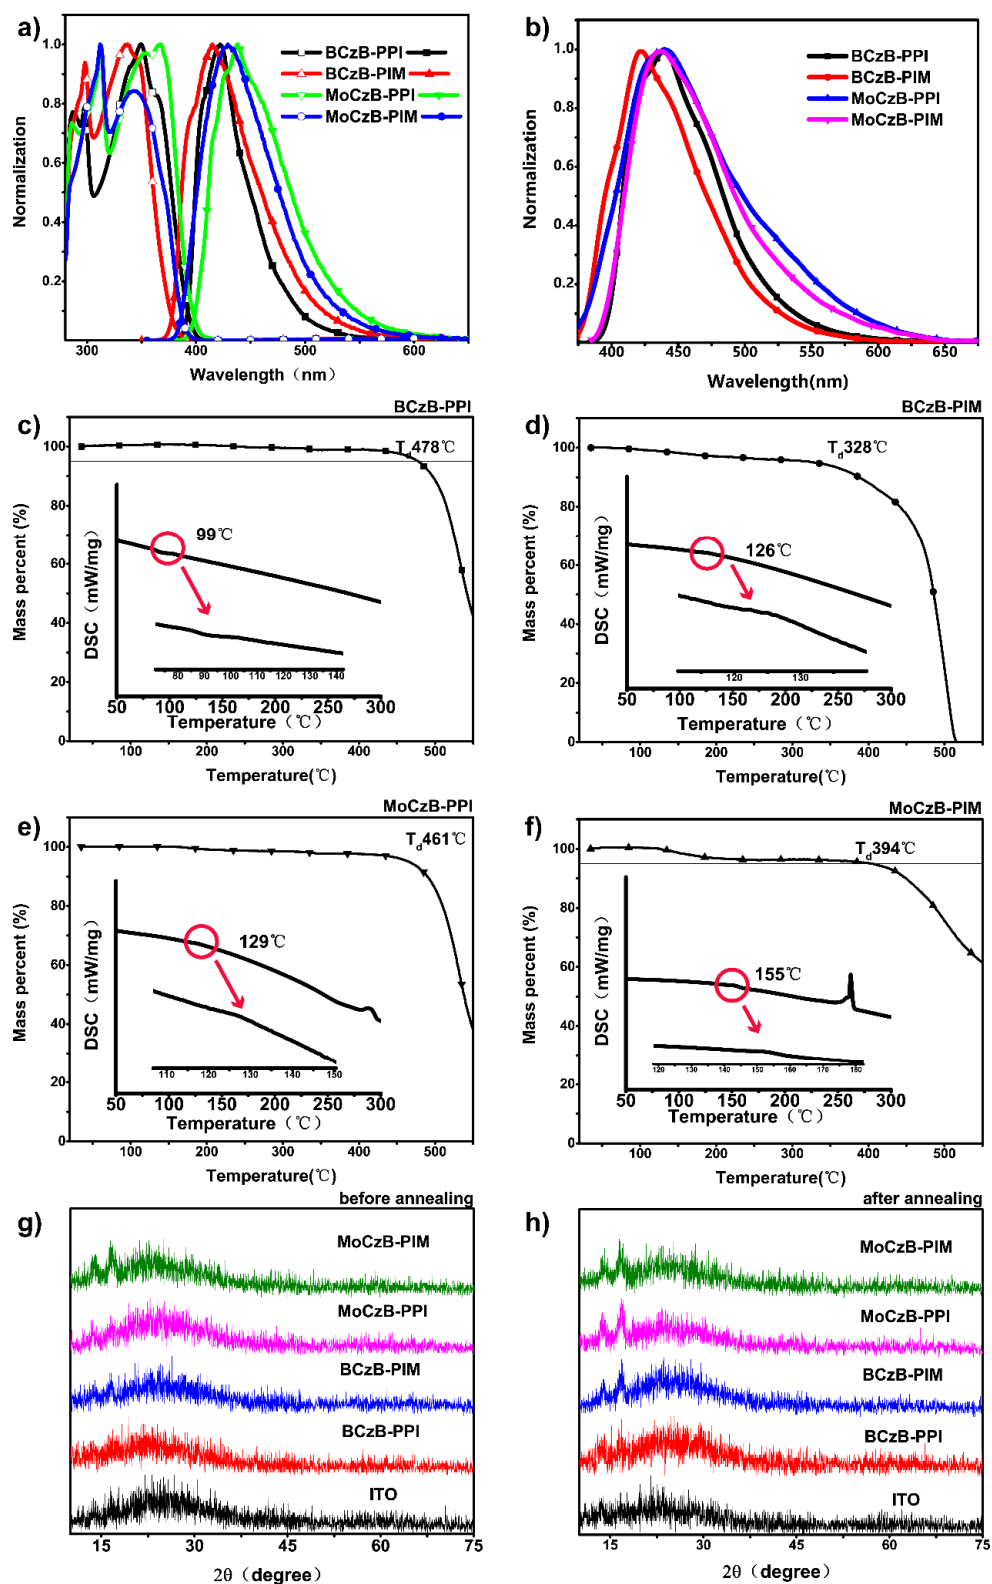 a)
1.0
0.8
0.6
0.4
0.2
Normalization
BCzB-PPI
BCzB-PIM
MoCzB-PPI
MoCzB-PIM
300
400
500
600
Wavelength（nm）
b)
1.0
0.8
0.6
0.4
0.2
0.0
Normalization
BCzB-PPI
BCzB-PIM
MoCzB-PPI
MoCzB-PIM
400
450
500
550
600
650
Wavelength(nm)
BCzB-PPI
c)
100
80
60
40
20
0
Mass percent (%)
Td478℃
DSC（mW/mg）
99℃
80 90 100 110 120 130 140
50 100 150 200 250 300
Temperature（℃）
100 200 300 400 500
Temperature(℃)
BCzB-PIM
d)
100
80
60
40
20
0
Mass percent (%)
Td328℃
DSC（mW/mg）
126℃
120 130
50 100 150 200 250 300
Temperature（℃）
100 200 300 400 500
Temperature(℃)
MoCzB-PPI
e)
100
80
60
40
20
0
Mass percent (%)
Td461℃
DSC（mW/mg）
129℃
110 120 130 140 150
50 100 150 200 250 300
Temperature（℃）
100 200 300 400 500
Temperature(℃)
MoCzB-PIM
f)
100
80
60
40
20
0
Mass percent (%)
Td394℃
DSC（mW/mg）
155℃
120 130 140 150 160 170 180
50 100 150 200 250 300
Temperature（℃）
100 200 300 400 500
Temperature(℃)
before annealing
g)
MoCzB-PIM
MoCzB-PPI
BCzB-PIM
BCzB-PPI
ITO
15 30 45 60 75
2θ（degree）
after annealing
h)
MoCzB-PIM
MoCzB-PPI
BCzB-PIM
BCzB-PPI
ITO
15 30 45 60 75
2θ（degree）